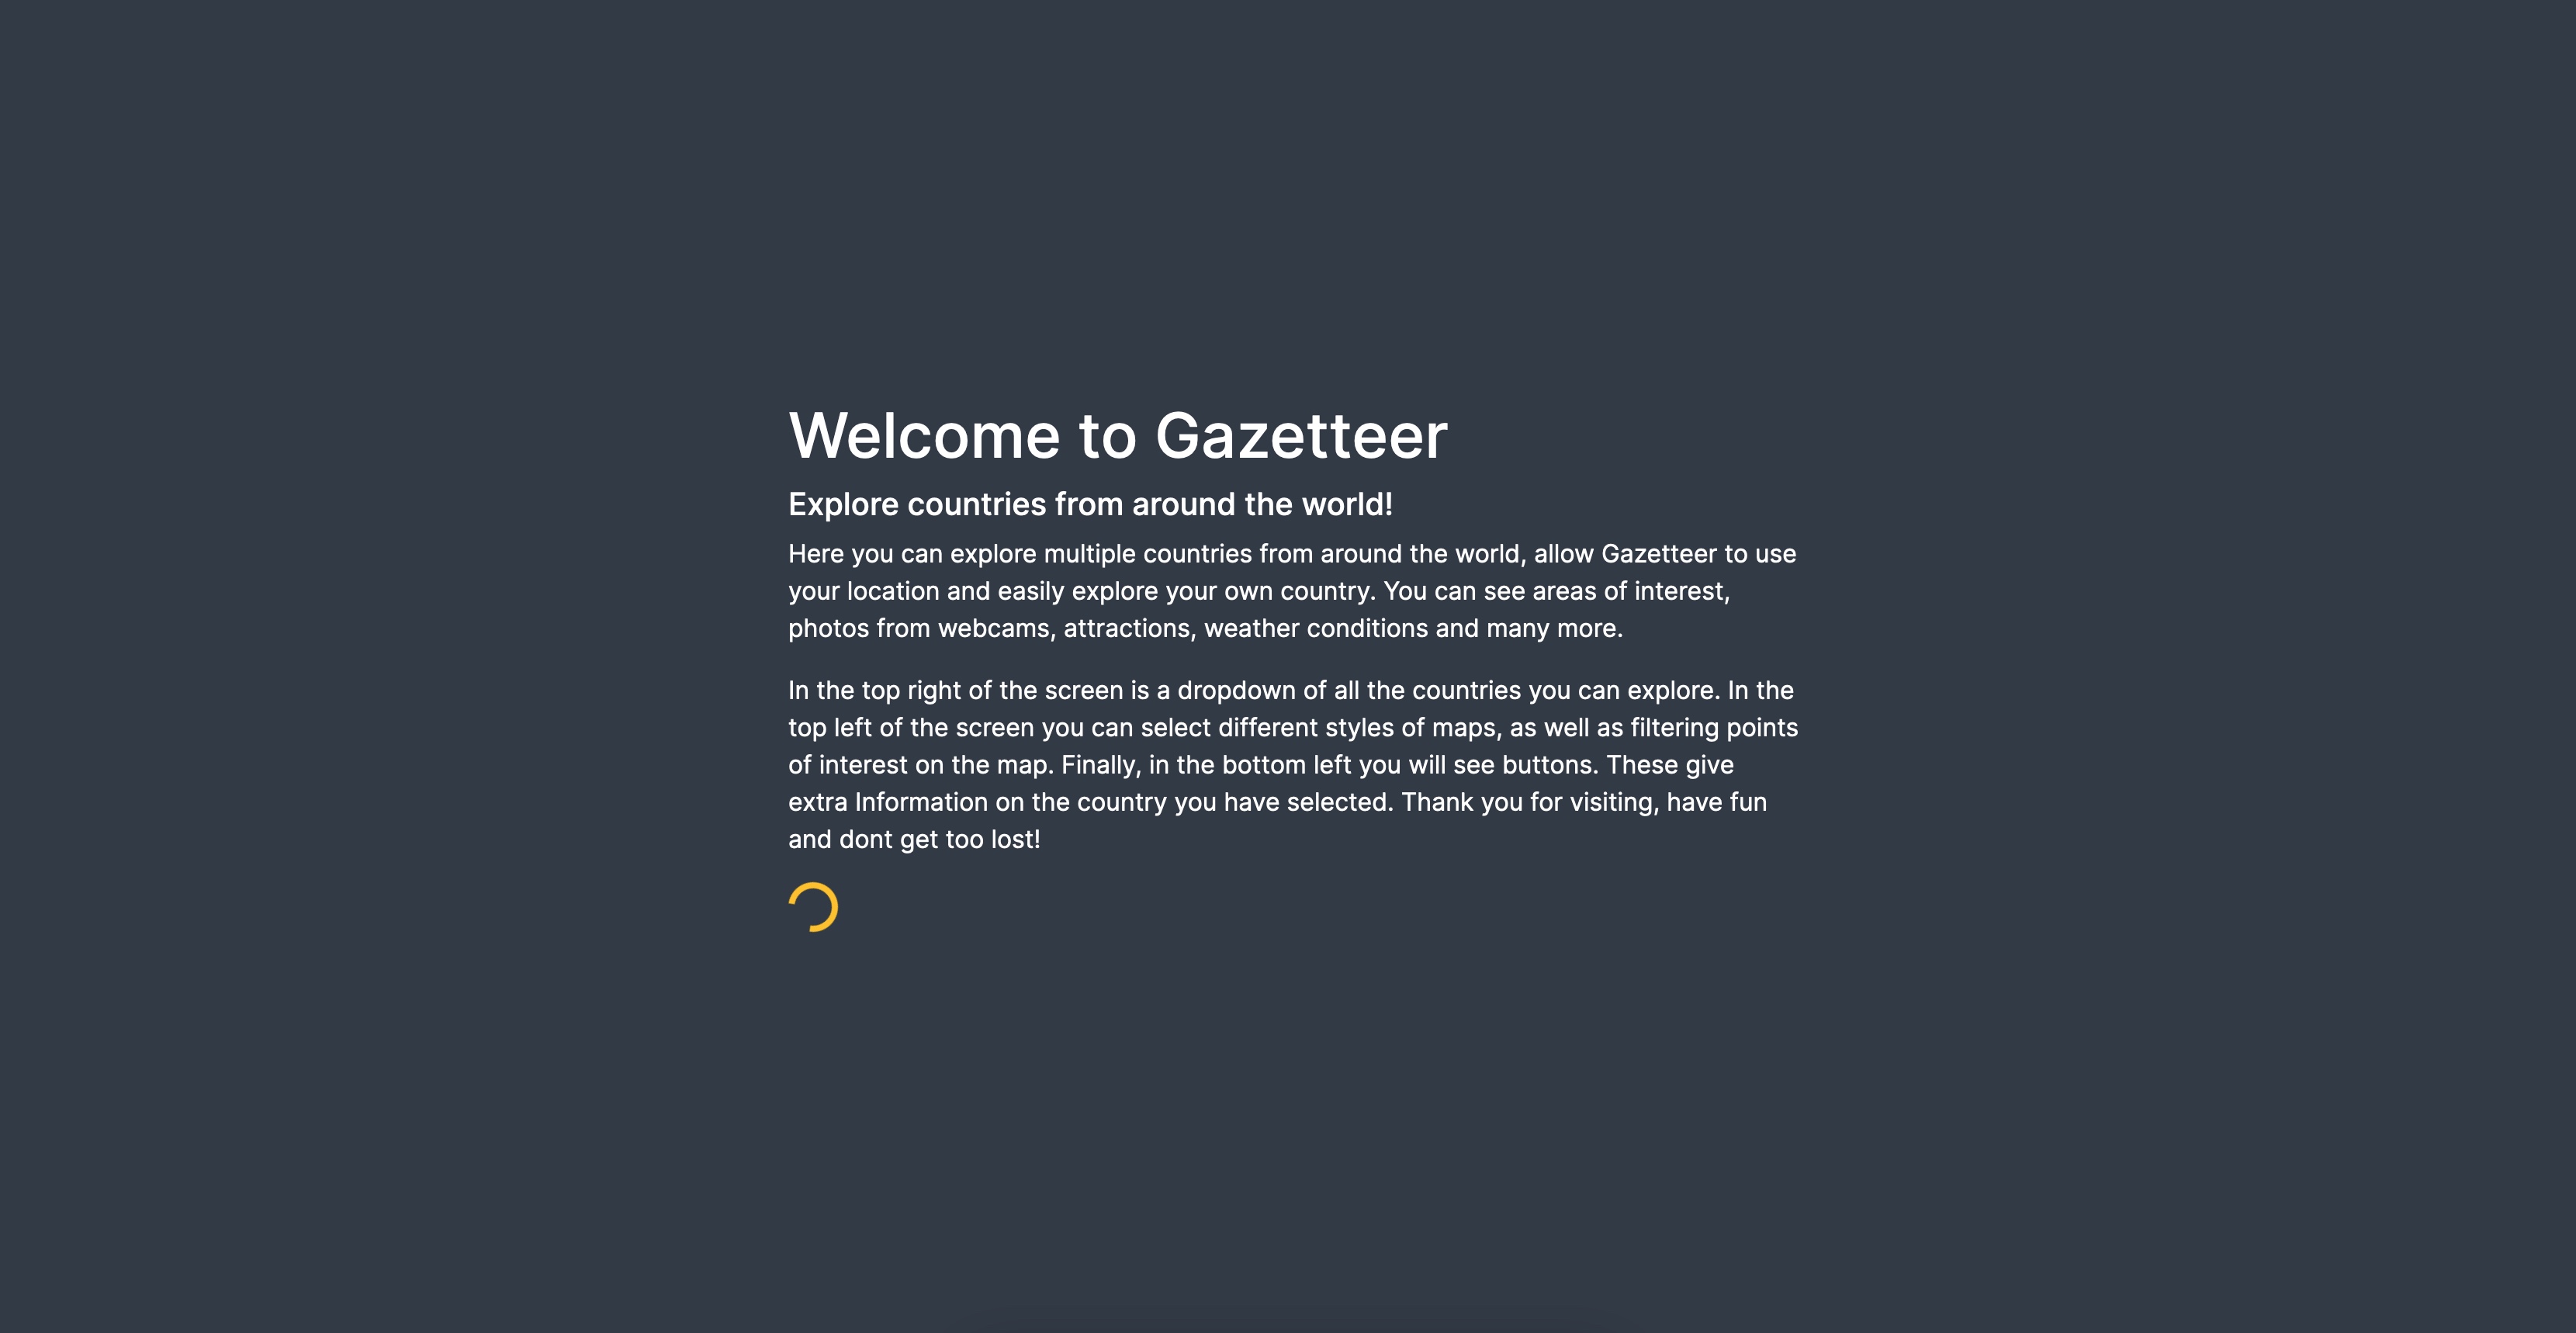 Welcome to Gazetteer
Explore countries from around the world!
Here you can explore multiple countries from around the world, allow Gazetteer to use
your location and easily explore your own country. You can see areas of interest,
photos from webcams, attractions, weather conditions and many more.
In the top right of the screen is a dropdown of all the countries you can explore. In the
top left of the screen you can select different styles of maps, as well as filtering points
of interest on the map. Finally, in the bottom left you will see buttons. These give
extra Information on the country you have selected. Thank you for visiting, have fun
and dont get too lost!